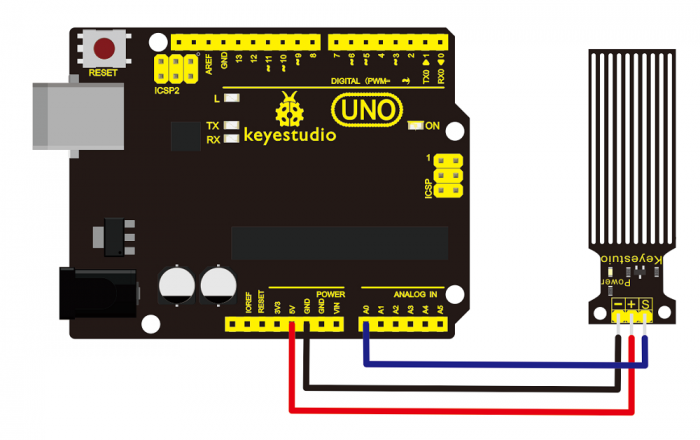 RESET
ICSP2
AREF
GND
13
12
~11
~10
~9
8
7
~6
~5
4
~3
2
TX0▶1
RX0◀0
DIGITAL (PWM~ )
L
TX
RX
keyestudio
UNO
ON
1
ICSP
POWER
ANALOG IN
IOREF
RESET
3V3
5V
GND
GND
VIN
A0
A1
A2
A3
A4
A5
Keyestuio
Power
− + S